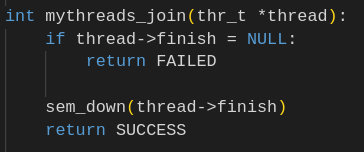 int mythreads_join(thr_t *thread):
    if thread->finish = NULL:
        return FAILED

    sem_down(thread->finish)
    return SUCCESS